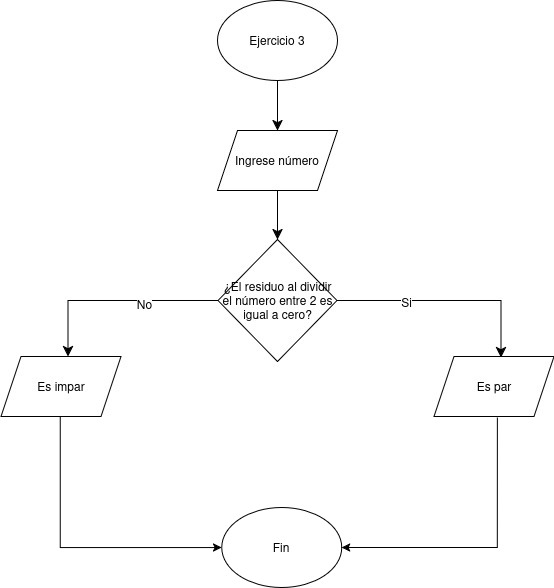 Ejercicio 3
Ingrese número
¿El residuo al dividir
el número entre 2 es
igual a cero?
No
Si
Es impar
Es par
Fin